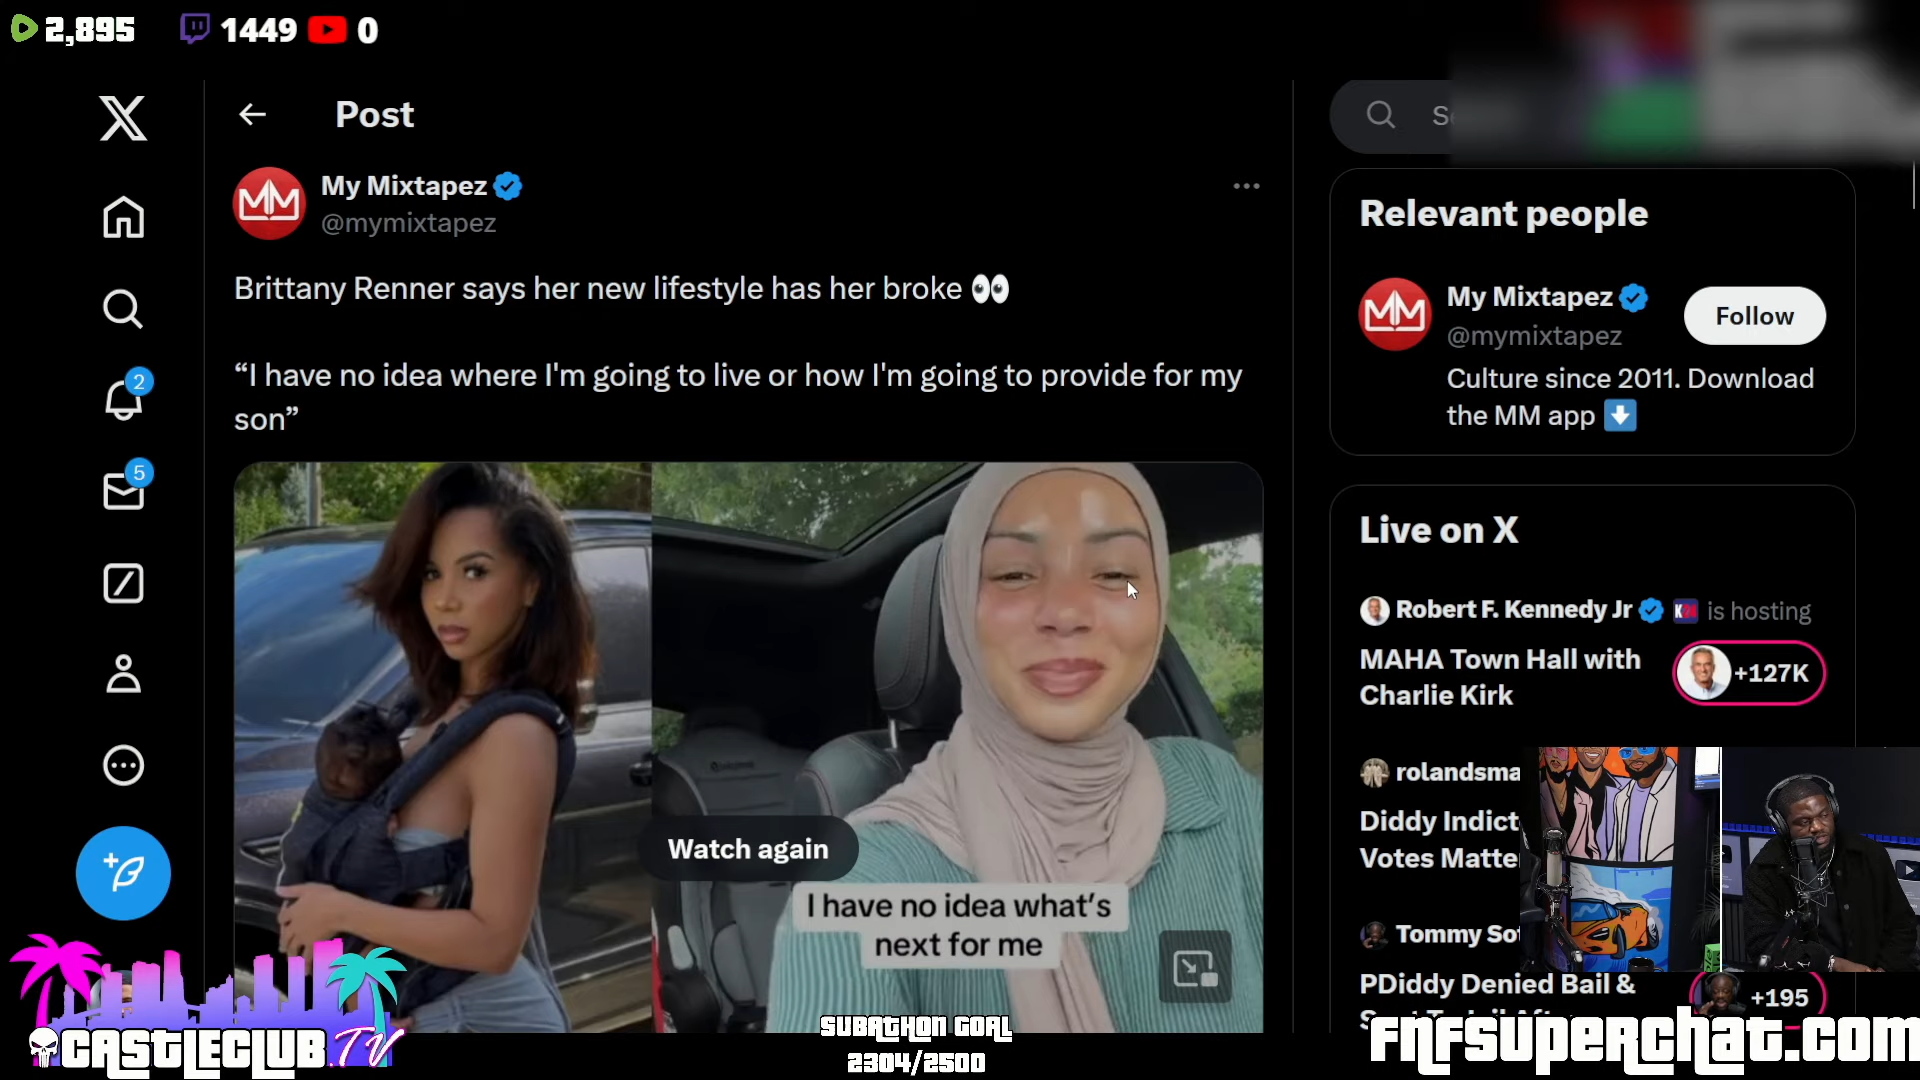 2,895
1449
0
Post
My Mixtapez
@mymixtapez
Brittany Renner says her new lifestyle has her broke 👀
“I have no idea where I'm going to live or how I'm going to provide for my
son”
Watch again
I have no idea what's
next for me
2
5
Relevant people
My Mixtapez
@mymixtapez
Follow
Culture since 2011. Download
the MM app ⬇️
Live on X
Robert F. Kennedy Jr is hosting
MAHA Town Hall with
Charlie Kirk
+127K
rolandsma
Diddy Indict
Votes Matte
Tommy So
PDiddy Denied Bail &
+195
CASTLECLUB.TV
SUBATHON GOAL
2304/2500
FNFSUPERCHAT.COM